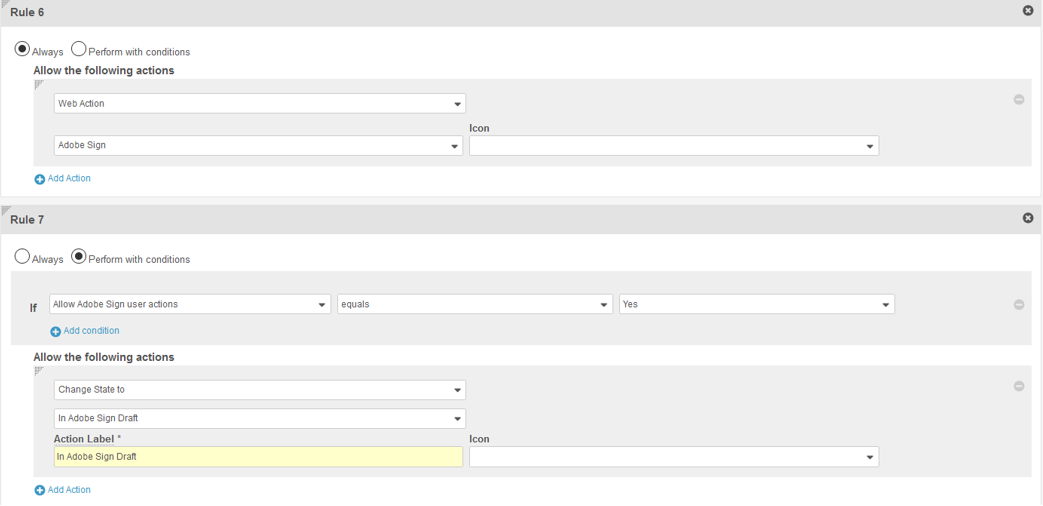 Rule 6
Always Perform with conditions
Allow the following actions
Web Action
Icon
Adobe Sign
Add Action
Rule 7
Always Perform with conditions
If Allow Adobe Sign user actions equals Yes
Add condition
Allow the following actions
Change State to
In Adobe Sign Draft
Action Label * Icon
In Adobe Sign Draft
Add Action